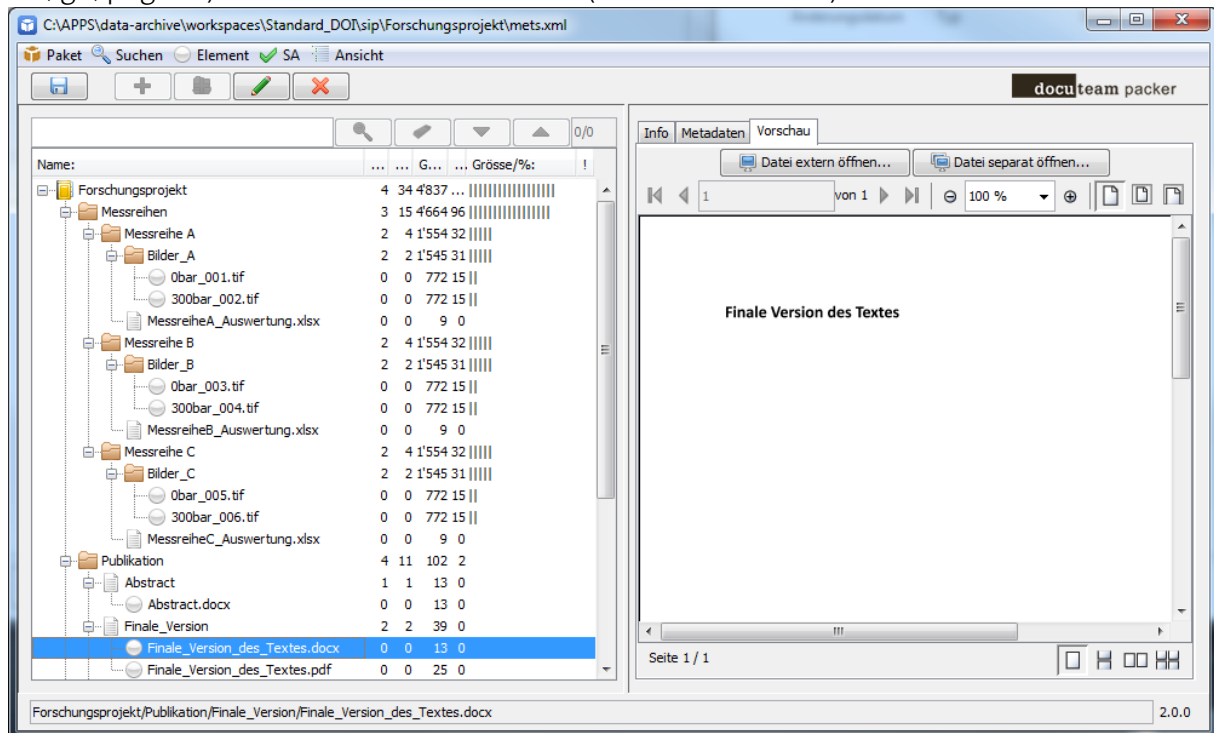 C:\APPS\data-archive\workspaces\Standard_DOI\sip\Forschungsprojekt\mets.xml
Paket Suchen Element SA Ansicht
docuteam packer
0/0
Name: ... ... G... ... Grösse/%: !
Forschungsprojekt 4 34 4'837 ...
Messreihen 3 15 4'664 96
Messreihe A 2 4 1'554 32
Bilder_A 2 2 1'545 31
0bar_001.tif 0 0 772 15
300bar_002.tif 0 0 772 15
MessreiheA_Auswertung.xlsx 0 0 9 0
Messreihe B 2 4 1'554 32
Bilder_B 2 2 1'545 31
0bar_003.tif 0 0 772 15
300bar_004.tif 0 0 772 15
MessreiheB_Auswertung.xlsx 0 0 9 0
Messreihe C 2 4 1'554 32
Bilder_C 2 2 1'545 31
0bar_005.tif 0 0 772 15
300bar_006.tif 0 0 772 15
MessreiheC_Auswertung.xlsx 0 0 9 0
Publikation 4 11 102 2
Abstract 1 1 13 0
Abstract.docx 0 0 13 0
Finale_Version 2 2 39 0
Finale_Version_des_Textes.docx 0 0 13 0
Finale_Version_des_Textes.pdf 0 0 25 0
Info Metadaten Vorschau
Datei extern öffnen... Datei separat öffnen...
1 von 1 100 %
Finale Version des Textes
Seite 1 / 1
Forschungsprojekt/Publikation/Finale_Version/Finale_Version_des_Textes.docx 2.0.0